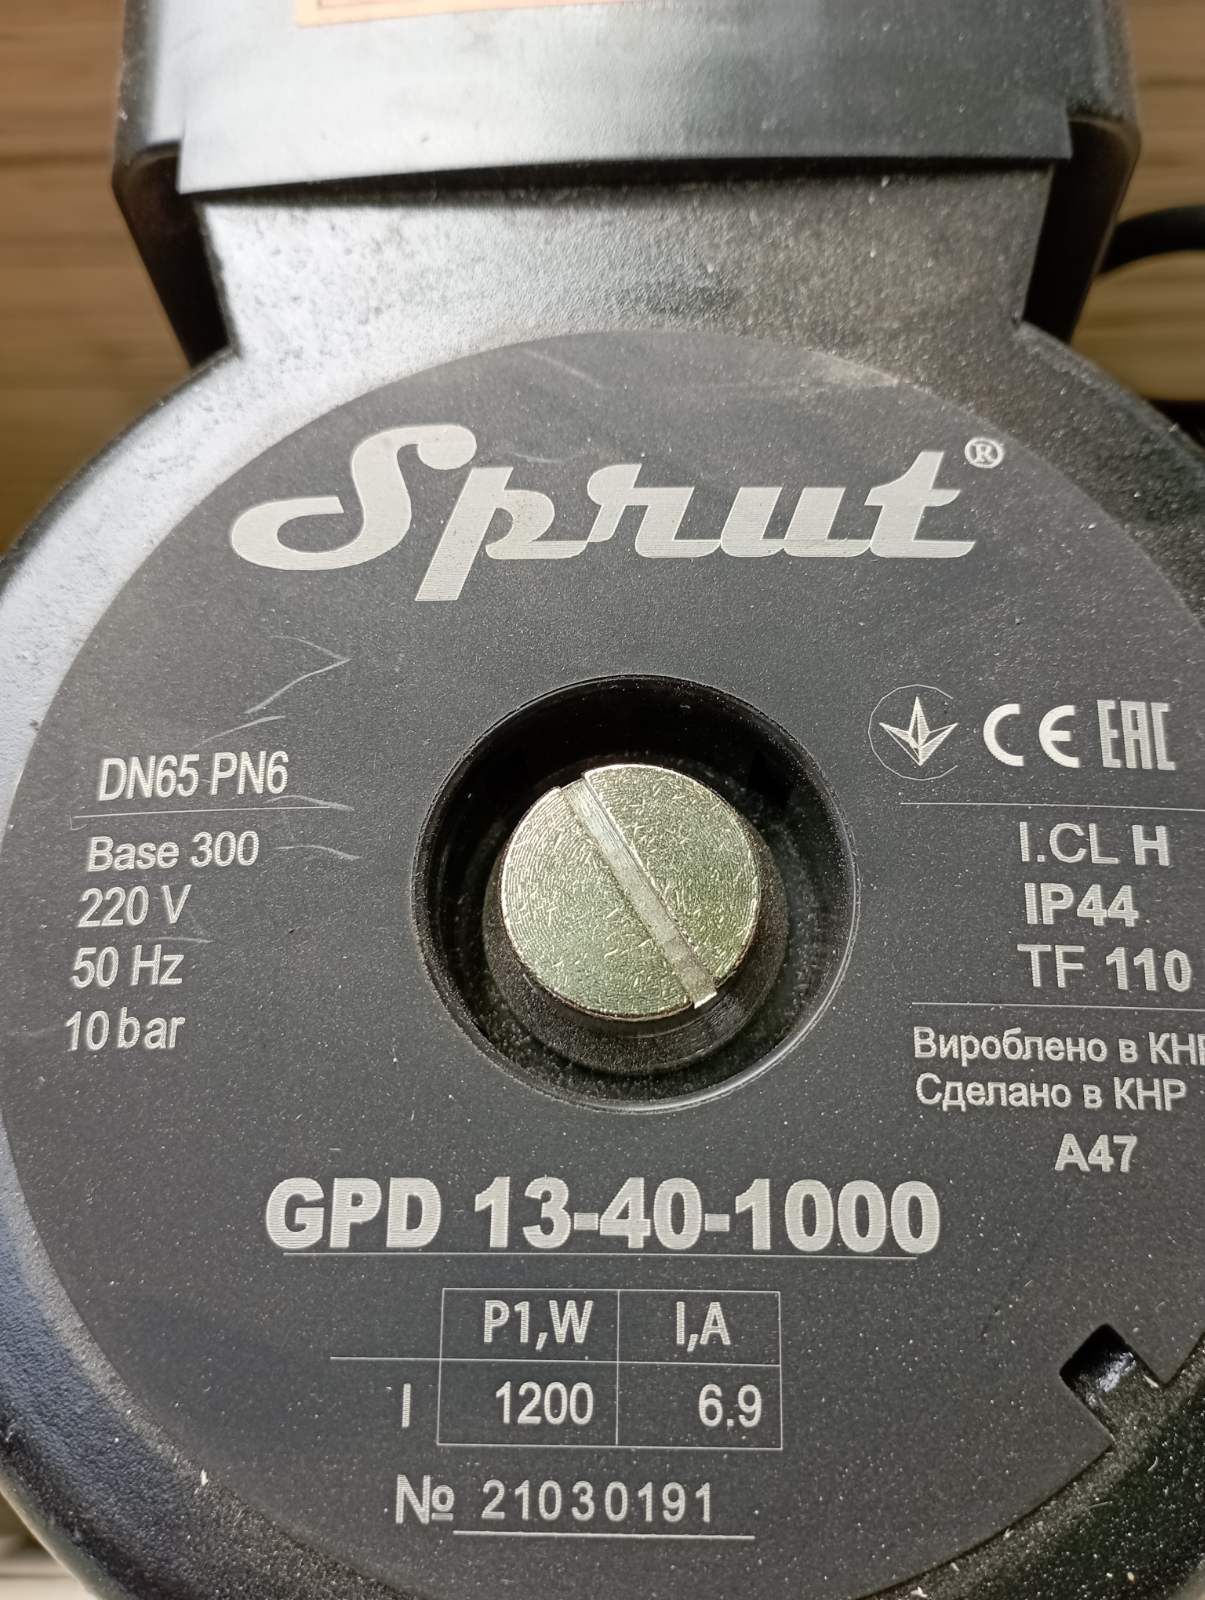 Sprut®
DN65 PN6
Base 300
220 V
50 Hz
10 bar
CE EAC
I.CL H
IP44
TF 110
Вироблено в КНР
Сделано в КНР
A47
GPD 13-40-1000
P1,W I,A
I 1200 6.9
№ 21030191